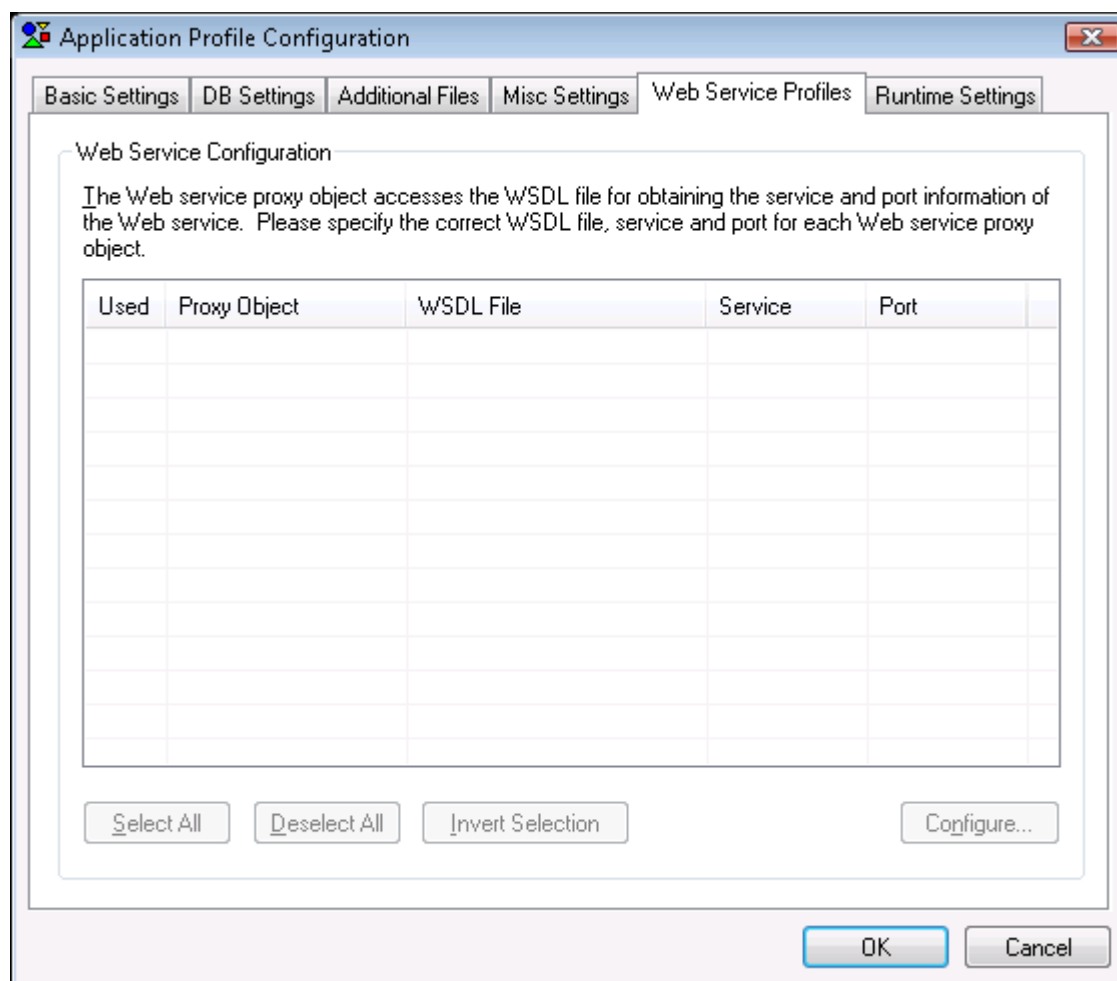 Application Profile Configuration
Basic Settings DB Settings Additional Files Misc Settings Web Service Profiles Runtime Settings
Web Service Configuration
The Web service proxy object accesses the WSDL file for obtaining the service and port information of
the Web service. Please specify the correct WSDL file, service and port for each Web service proxy
object.
Used Proxy Object WSDL File Service Port
Select All Deselect All Invert Selection Configure...
OK Cancel